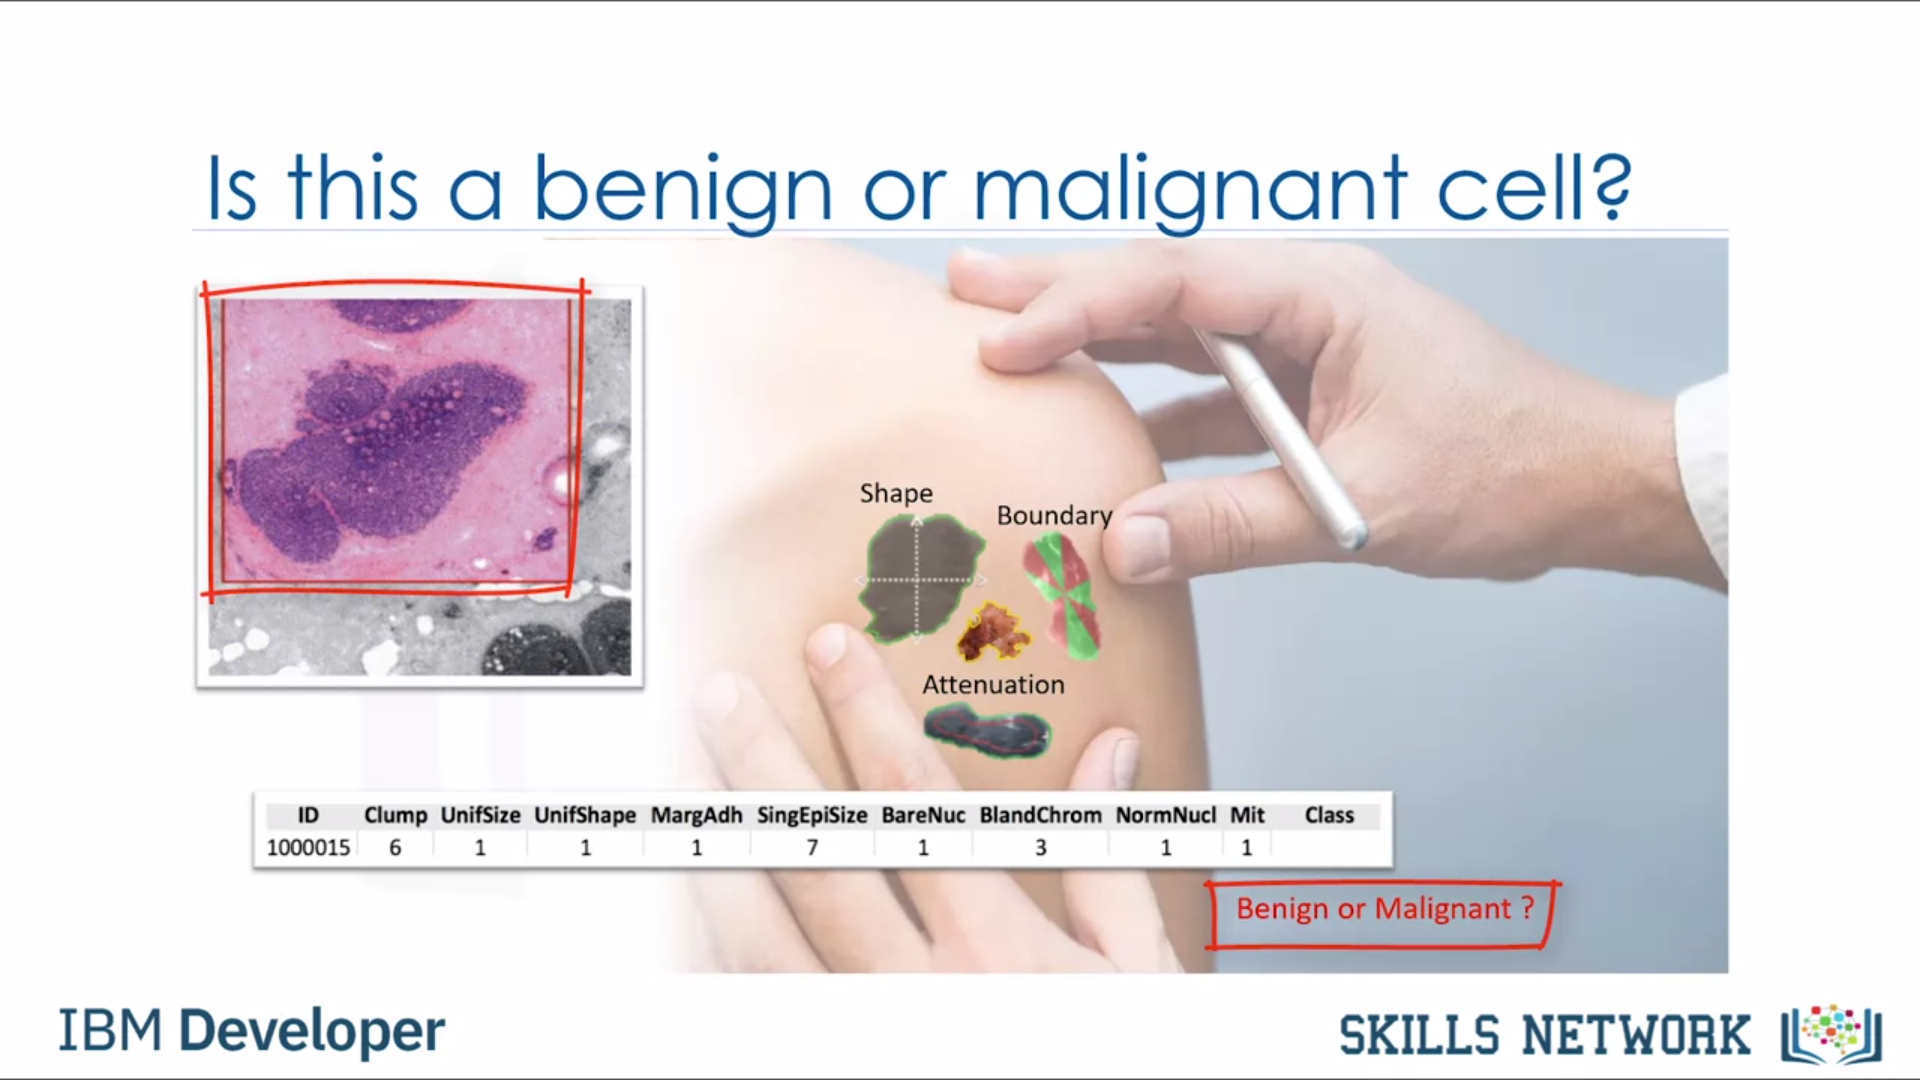 Is this a benign or malignant cell?
Shape
Boundary
Attenuation
ID Clump UnifSize UnifShape MargAdh SingEpiSize BareNuc BlandChrom NormNucl Mit Class
1000015 6 1 1 1 7 1 3 1 1
Benign or Malignant ?
IBM Developer
SKILLS NETWORK